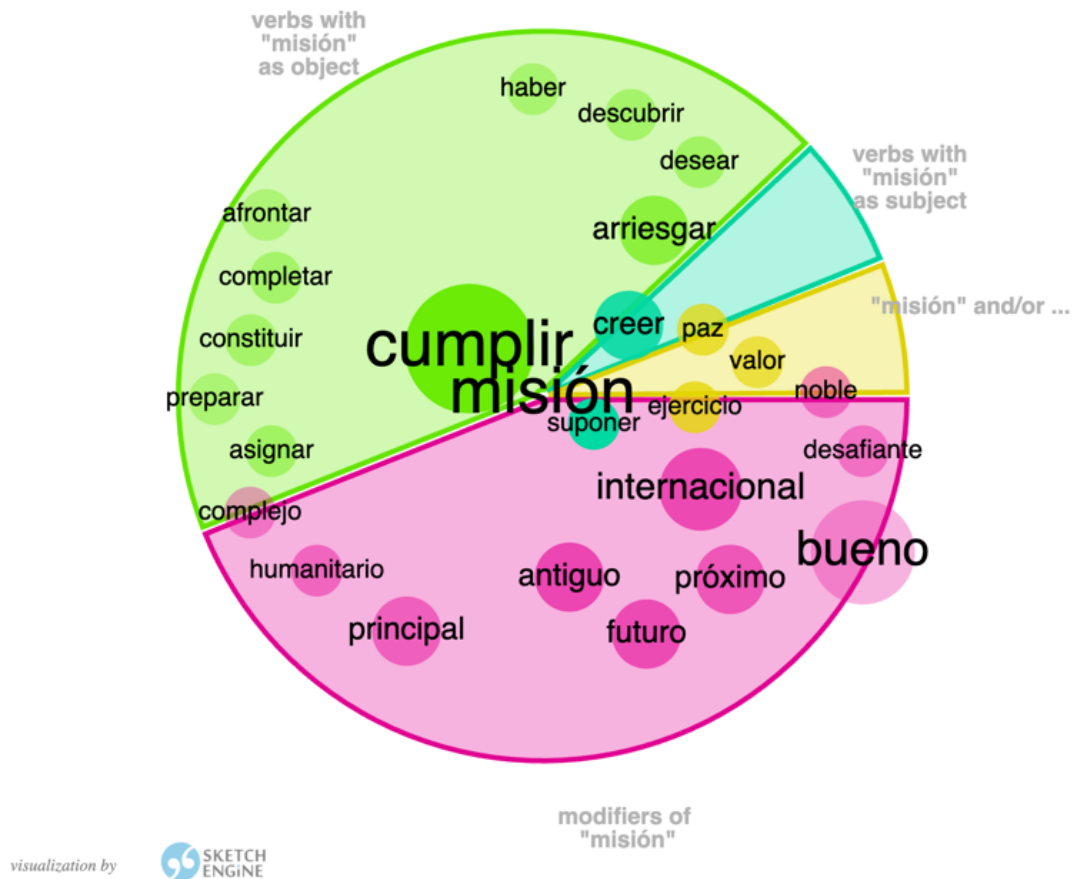 verbs with
"misión"
as object
haber
descubrir
desear
verbs with
"misión"
as subject
afrontar
arriesgar
completar
"misión" and/or ...
constituir
cumplir
creer
paz
valor
misión
noble
preparar
ejercicio
suponer
asignar
desafiante
internacional
complejo
bueno
humanitario
antiguo
próximo
principal
futuro
modifiers of
"misión"
visualization by
SKETCH
ENGINE